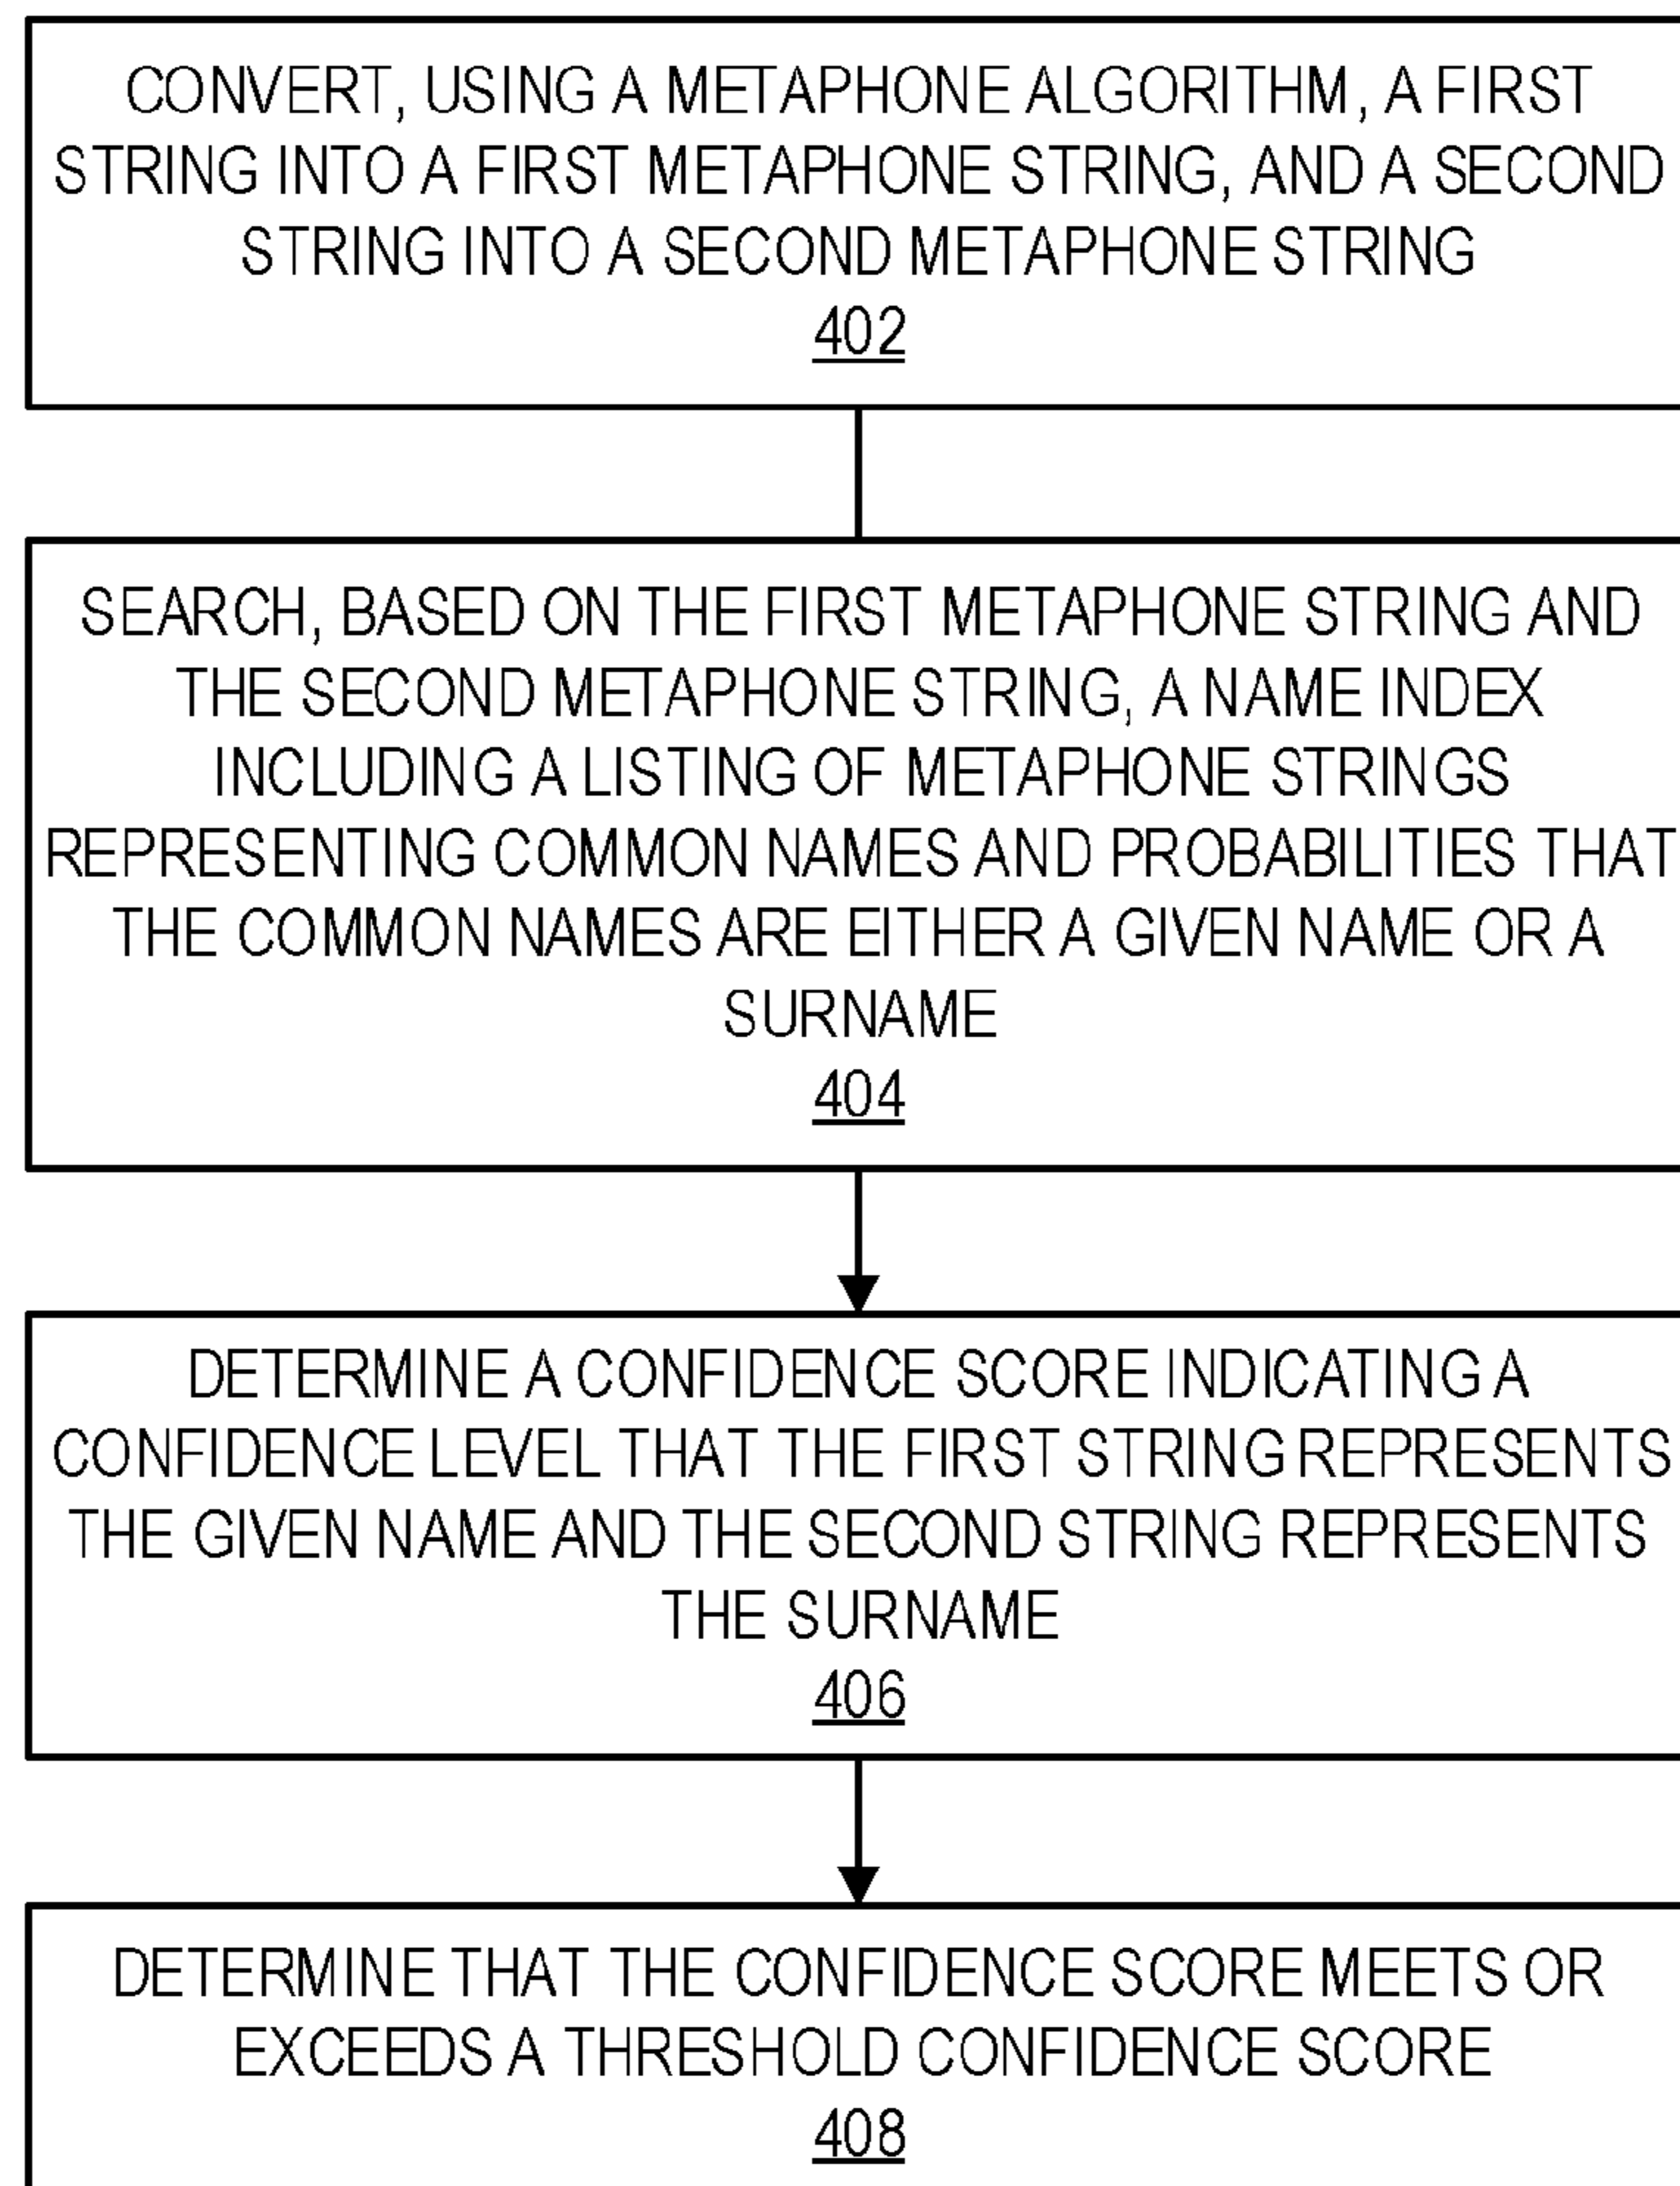 CONVERT, USING A METAPHONE ALGORITHM, A FIRST
STRING INTO A FIRST METAPHONE STRING, AND A SECOND
STRING INTO A SECOND METAPHONE STRING
402
SEARCH, BASED ON THE FIRST METAPHONE STRING AND
THE SECOND METAPHONE STRING, A NAME INDEX
INCLUDING A LISTING OF METAPHONE STRINGS
REPRESENTING COMMON NAMES AND PROBABILITIES THAT
THE COMMON NAMES ARE EITHER A GIVEN NAME OR A
SURNAME
404
DETERMINE A CONFIDENCE SCORE INDICATING A
CONFIDENCE LEVEL THAT THE FIRST STRING REPRESENTS
THE GIVEN NAME AND THE SECOND STRING REPRESENTS
THE SURNAME
406
DETERMINE THAT THE CONFIDENCE SCORE MEETS OR
EXCEEDS A THRESHOLD CONFIDENCE SCORE
408